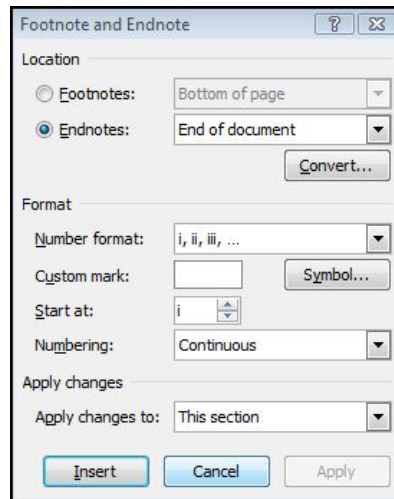 Footnote and Endnote ?
Location
Footnotes: Bottom of page
Endnotes: End of document
Convert...
Format
Number format: i, ii, iii, ...
Custom mark: Symbol...
Start at: i
Numbering: Continuous
Apply changes
Apply changes to: This section
Insert Cancel Apply